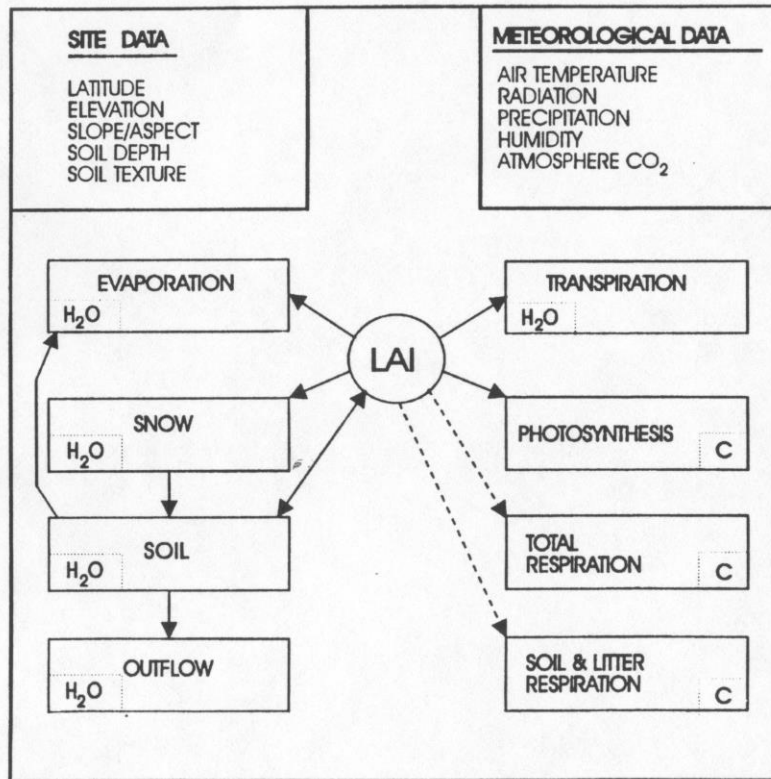 SITE DATA
LATITUDE
ELEVATION
SLOPE/ASPECT
SOIL DEPTH
SOIL TEXTURE
METEOROLOGICAL DATA
AIR TEMPERATURE
RADIATION
PRECIPITATION
HUMIDITY
ATMOSPHERE CO₂
EVAPORATION
H₂O
TRANSPIRATION
H₂O
LAI
SNOW
H₂O
PHOTOSYNTHESIS
C
SOIL
H₂O
TOTAL
RESPIRATION
C
OUTFLOW
H₂O
SOIL & LITTER
RESPIRATION
C